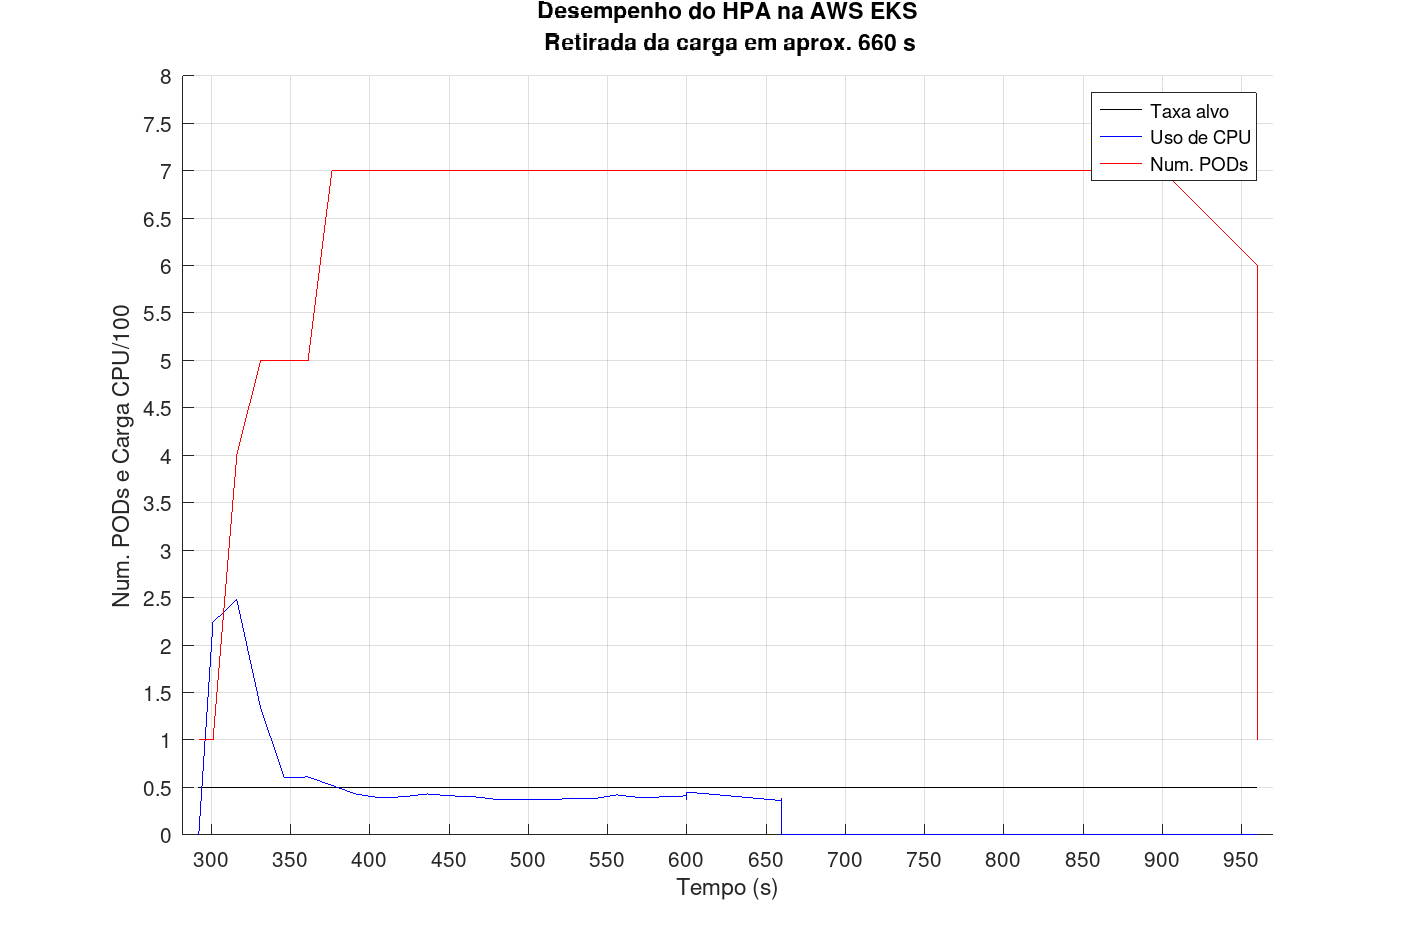 Desempenho do HPA na AWS EKS
Retirada da carga em aprox. 660 s
Taxa alvo
Uso de CPU
Num. PODs
Num. PODs e Carga CPU/100
8
7.5
7
6.5
6
5.5
5
4.5
4
3.5
3
2.5
2
1.5
1
0.5
0
300 350 400 450 500 550 600 650 700 750 800 850 900 950
Tempo (s)